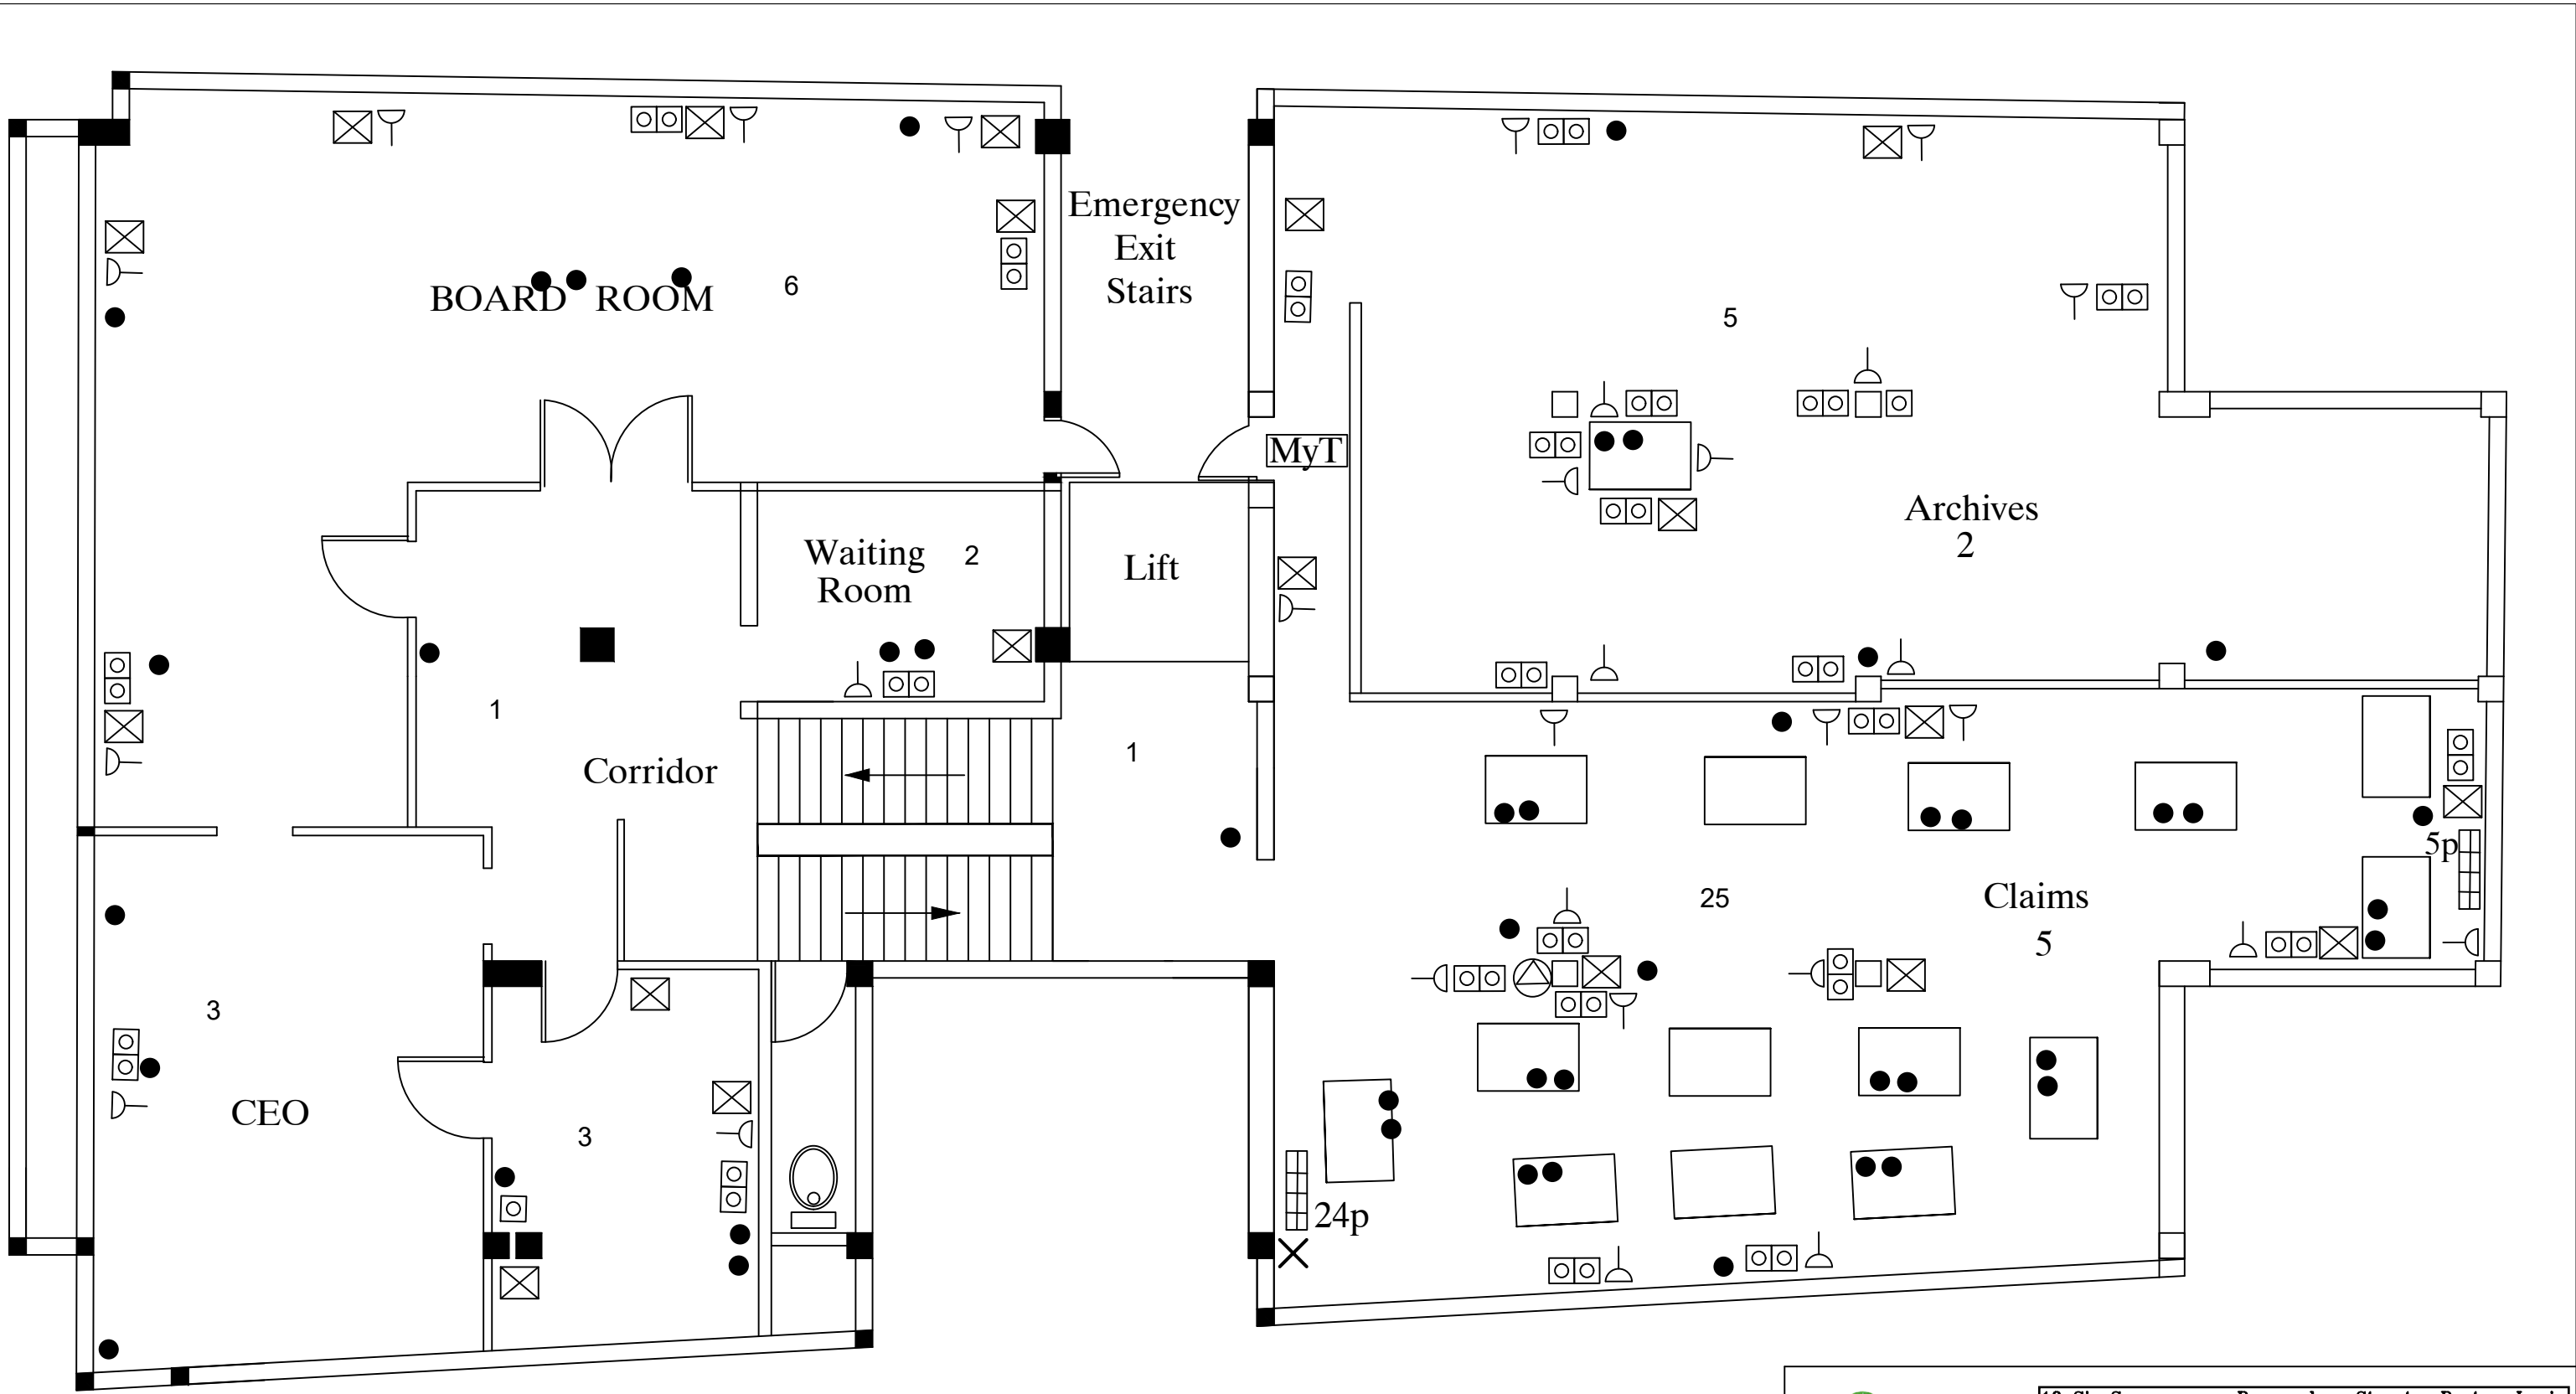 Emergency
Exit
Stairs
BOARD ROOM
6
5
MyT
Archives
2
Waiting
Room
2
Lift
1
Corridor
1
5p
25
Claims
5
3
CEO
3
24p